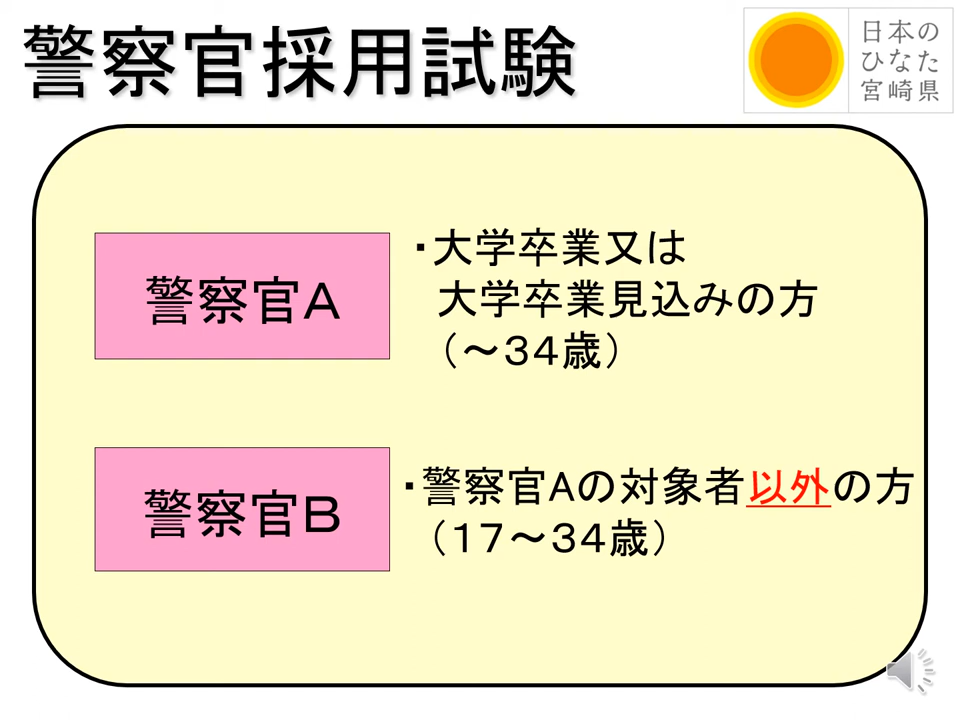 警察官採用試験
日本の
ひなた
宮崎県
警察官Ａ
・大学卒業又は
大学卒業見込みの方
（～３４歳）
警察官Ｂ
・警察官Aの対象者以外の方
（１７～３４歳）